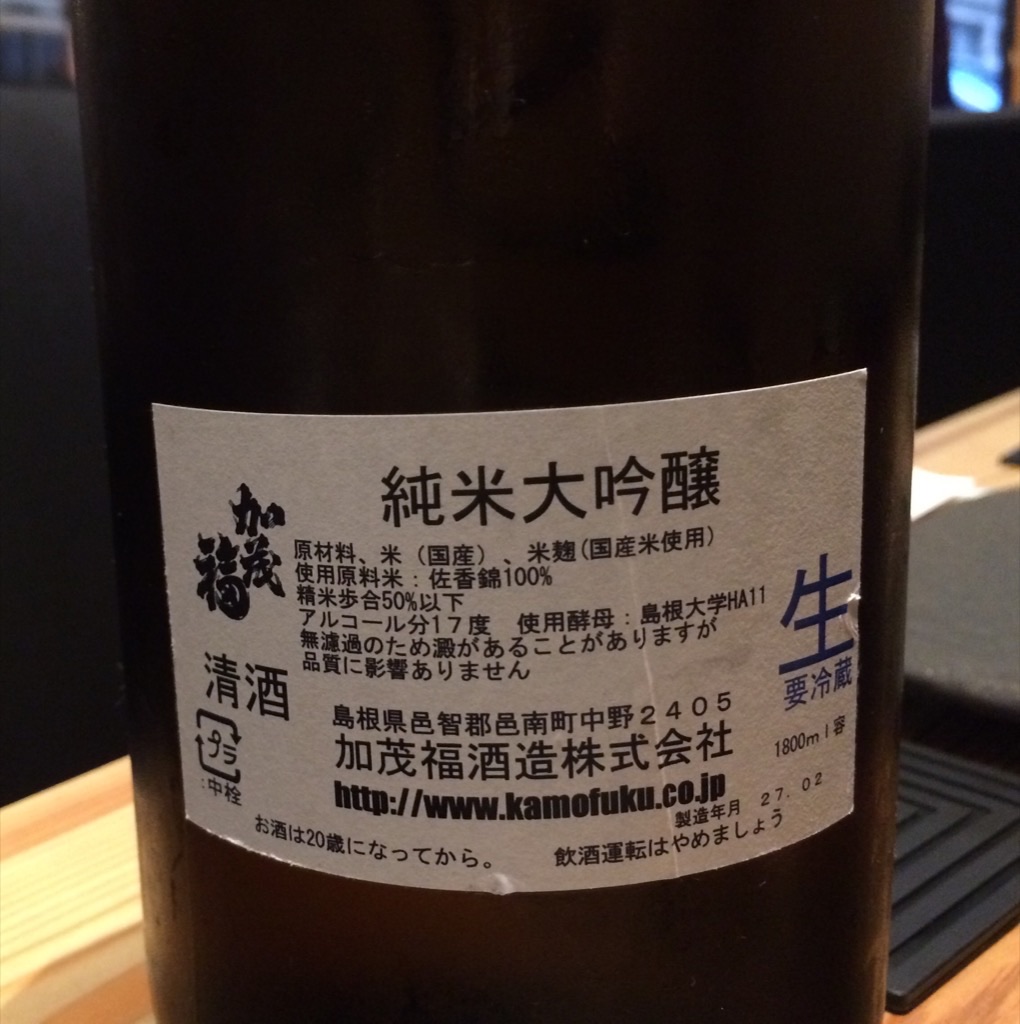 純米大吟醸
加茂福
原材料、米(国産)、米麹(国産米使用)
使用原料米:佐香錦100%
精米歩合50%以下
アルコール分17度 使用酵母:島根大学HA11
無濾過のため澱があることがありますが
品質に影響ありません
生
要冷蔵
清酒
島根県邑智郡邑南町中野2405
加茂福酒造株式会社
http://www.kamofuku.co.jp
1800ml容
プラ
:中栓
製造年月 27.02
お酒は20歳になってから。 飲酒運転はやめましょう